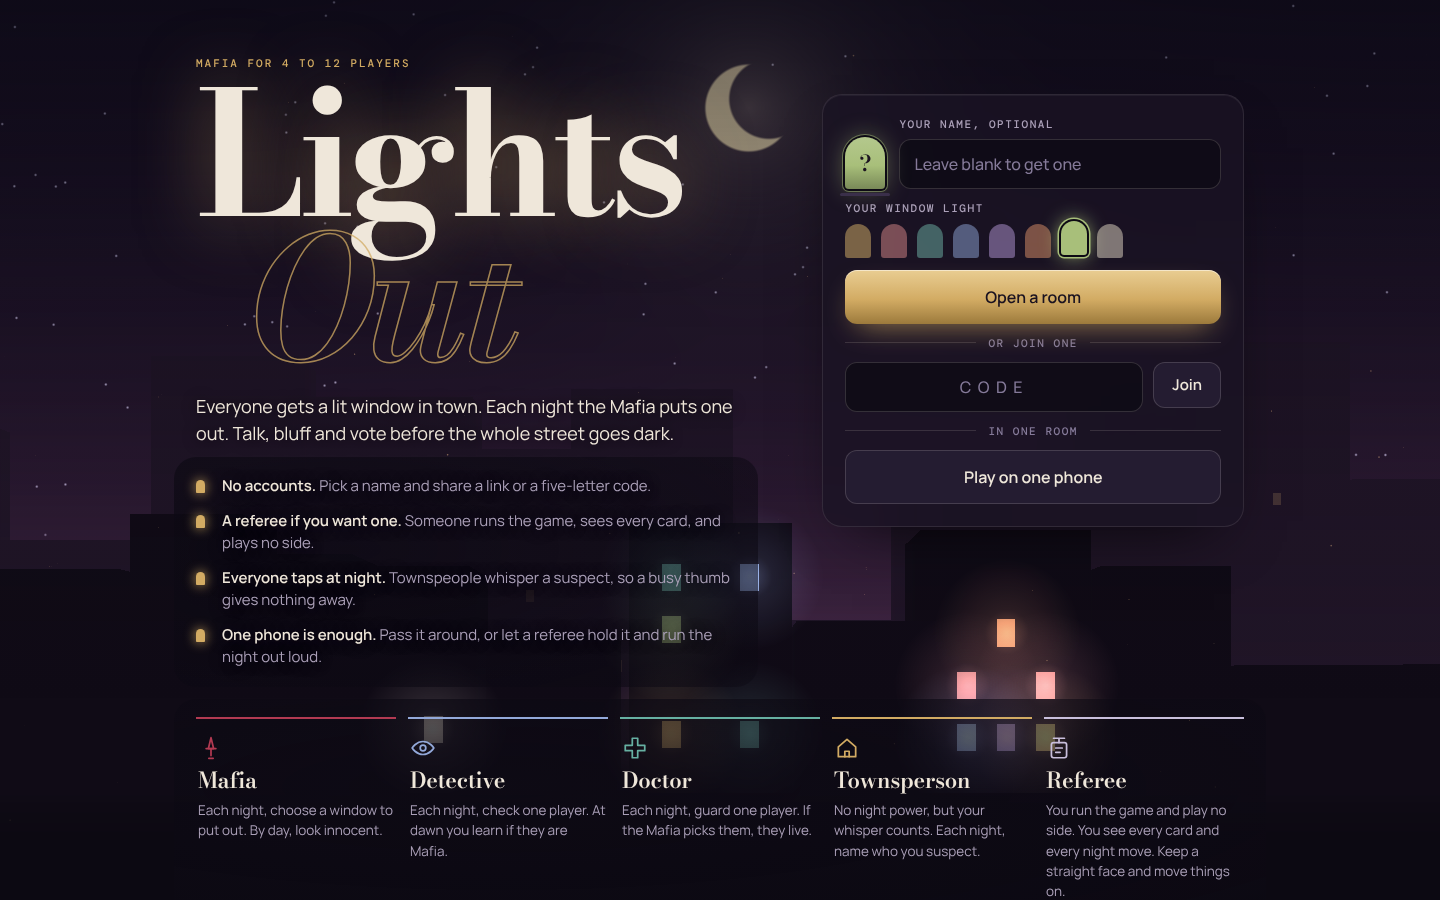 MAFIA FOR 4 TO 12 PLAYERS
Lights
Out
Everyone gets a lit window in town. Each night the Mafia puts one
out. Talk, bluff and vote before the whole street goes dark.
No accounts. Pick a name and share a link or a five-letter code.
A referee if you want one. Someone runs the game, sees every card, and
plays no side.
Everyone taps at night. Townspeople whisper a suspect, so a busy thumb
gives nothing away.
One phone is enough. Pass it around, or let a referee hold it and run the
night out loud.
YOUR NAME, OPTIONAL
?
Leave blank to get one
YOUR WINDOW LIGHT
Open a room
OR JOIN ONE
CODE
Join
IN ONE ROOM
Play on one phone
Mafia
Each night, choose a window to
put out. By day, look innocent.
Detective
Each night, check one player. At
dawn you learn if they are
Mafia.
Doctor
Each night, guard one player. If
the Mafia picks them, they live.
Townsperson
No night power, but your
whisper counts. Each night,
name who you suspect.
Referee
You run the game and play no
side. You see every card and
every night move. Keep a
straight face and move things
on.